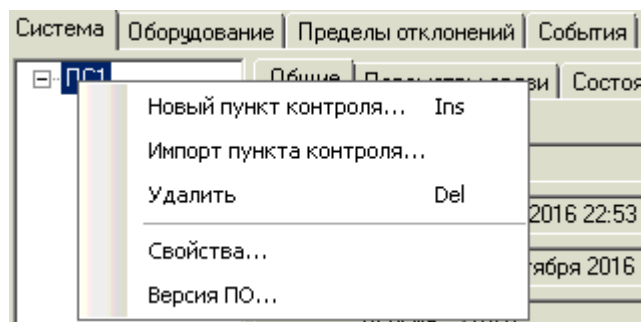 Система Оборудование Пределы отклонений События
ПС1 Общие Состоя
Новый пункт контроля... Ins
Импорт пункта контроля...
Удалить Del
2016 22:53
Свойства...
ября 2016
Версия ПО...